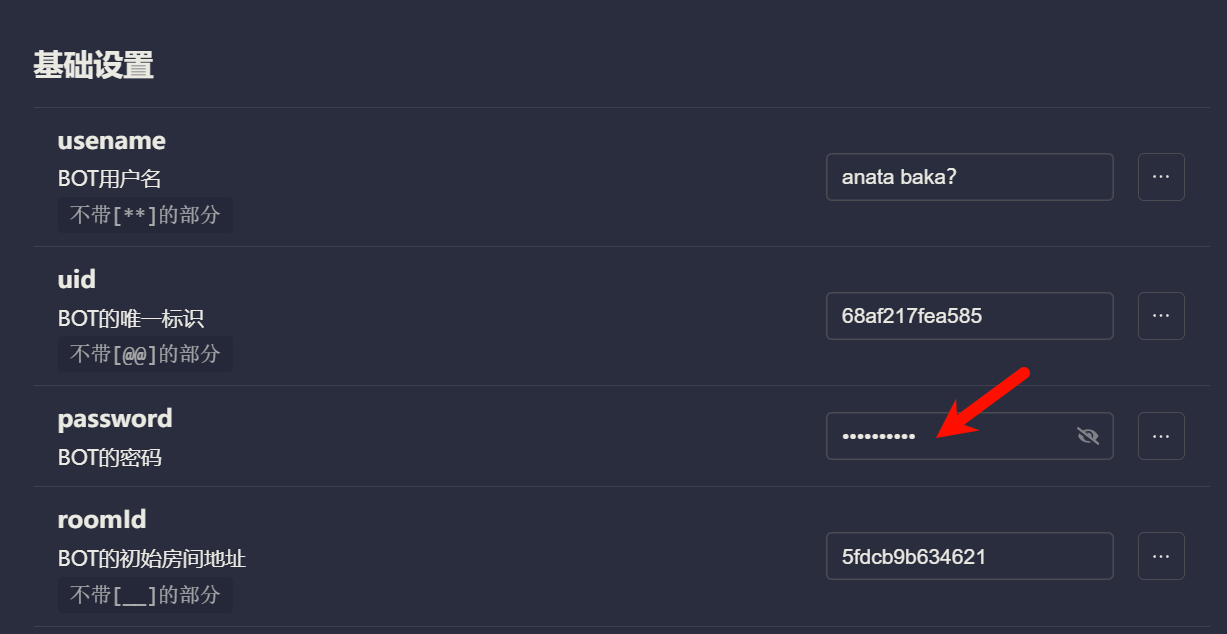 基础设置
usename
BOT用户名
不带[**]的部分
anata baka?
···
uid
BOT的唯一标识
不带[@@]的部分
68af217fea585
···
password
BOT的密码
••••••••••
···
roomId
BOT的初始房间地址
不带[__]的部分
5fdcb9b634621
···